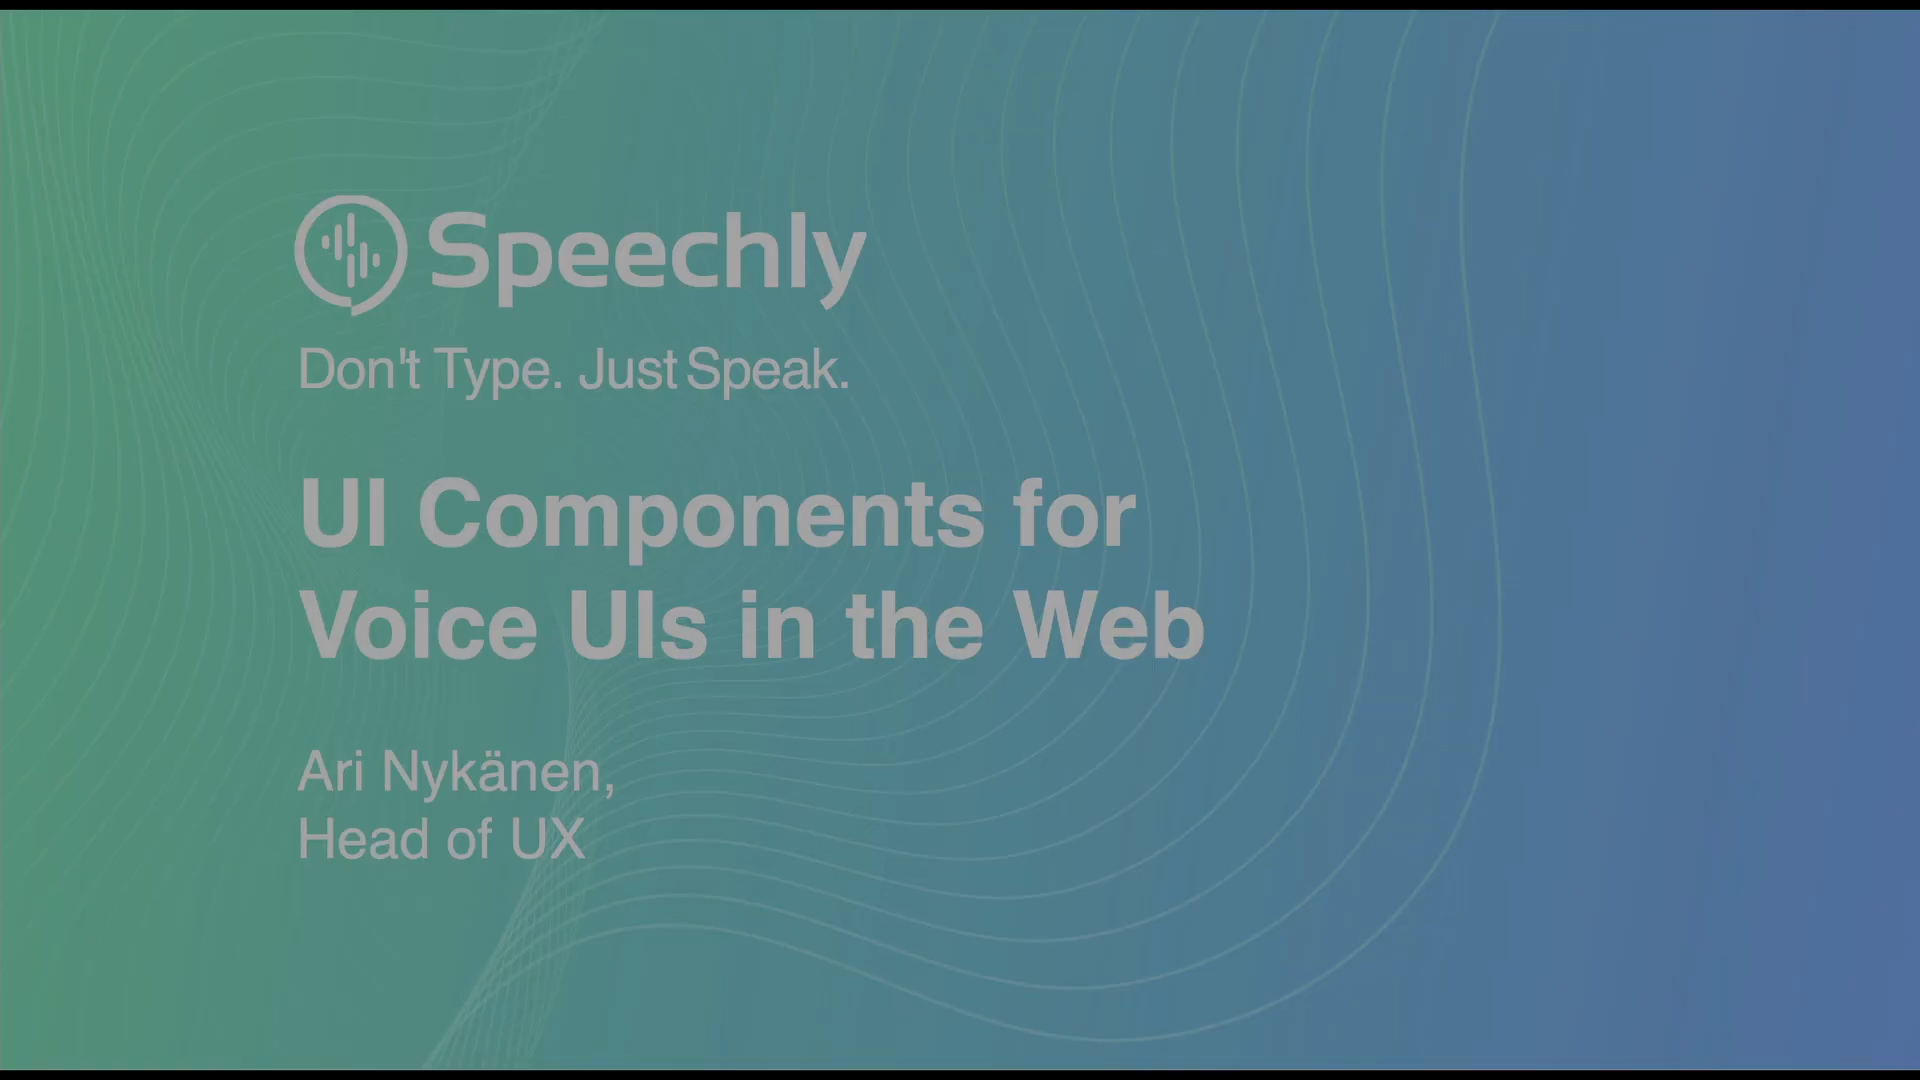 Speechly
Don't Type. Just Speak.
UI Components for
Voice UIs in the Web
Ari Nykänen,
Head of UX